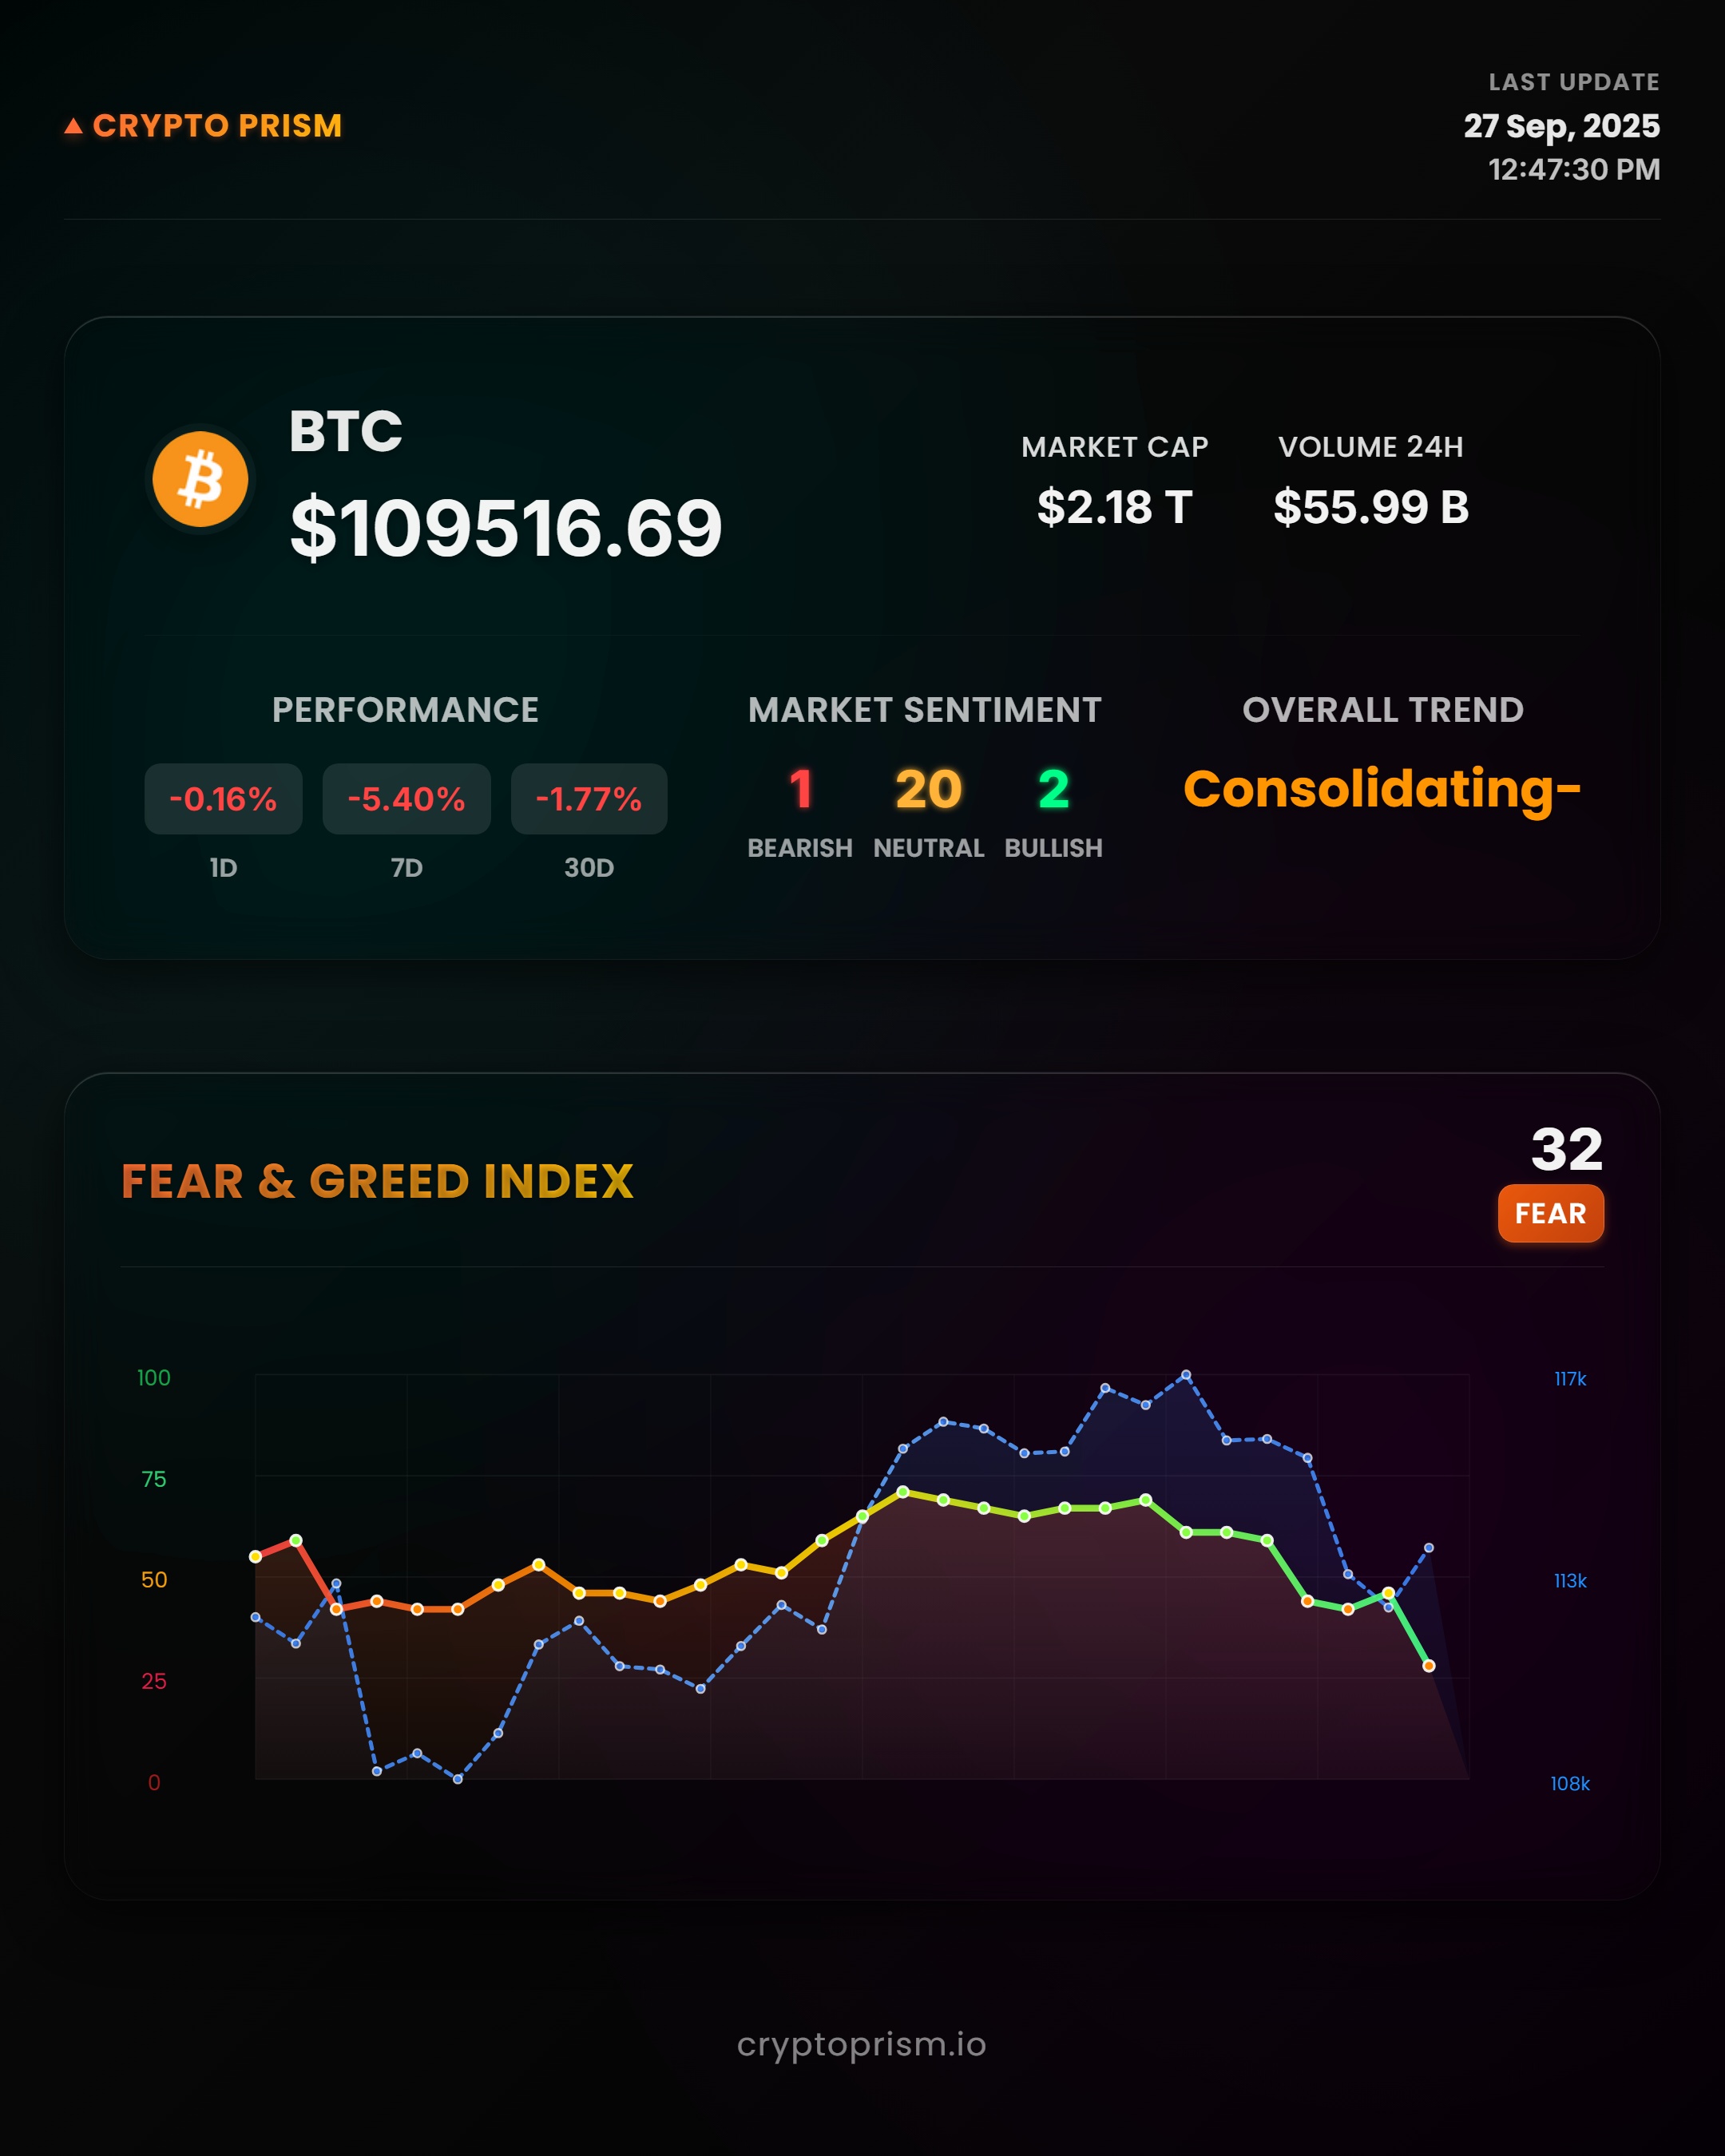 CRYPTO PRISM
LAST UPDATE
27 Sep, 2025
12:47:30 PM
BTC
$109516.69
MARKET CAP
$2.18 T
VOLUME 24H
$55.99 B
PERFORMANCE
-0.16% -5.40% -1.77%
1D 7D 30D
MARKET SENTIMENT
1 20 2
BEARISH NEUTRAL BULLISH
OVERALL TREND
Consolidating-
FEAR & GREED INDEX
32
FEAR
100
75
50
25
0
117k
113k
108k
cryptoprism.io